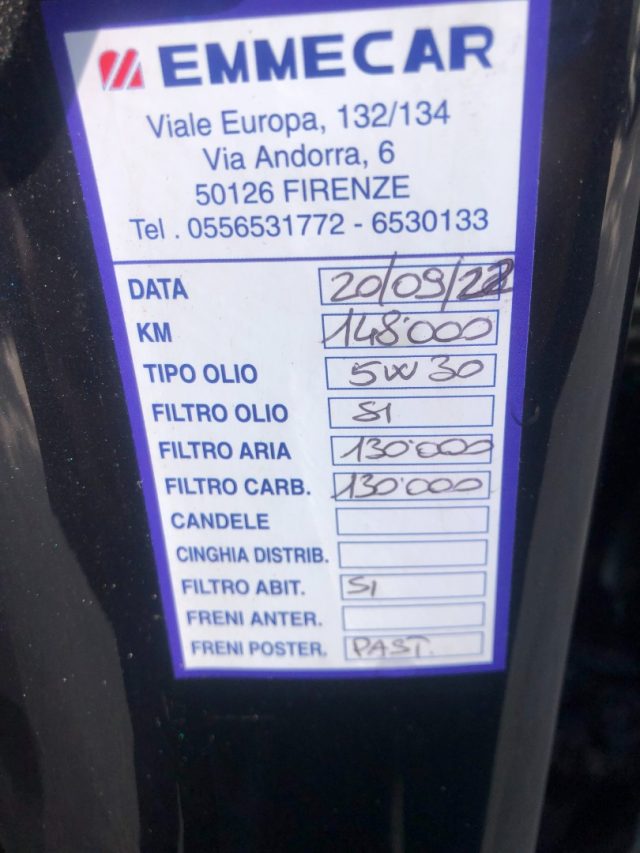 EMMECAR
Viale Europa, 132/134
Via Andorra, 6
50126 FIRENZE
Tel . 0556531772 - 6530133
DATA 20/09/22
KM 148'000
TIPO OLIO 5W30
FILTRO OLIO SI
FILTRO ARIA 130'000
FILTRO CARB. 130'000
CANDELE
CINGHIA DISTRIB.
FILTRO ABIT. SI
FRENI ANTER.
FRENI POSTER. PAST.